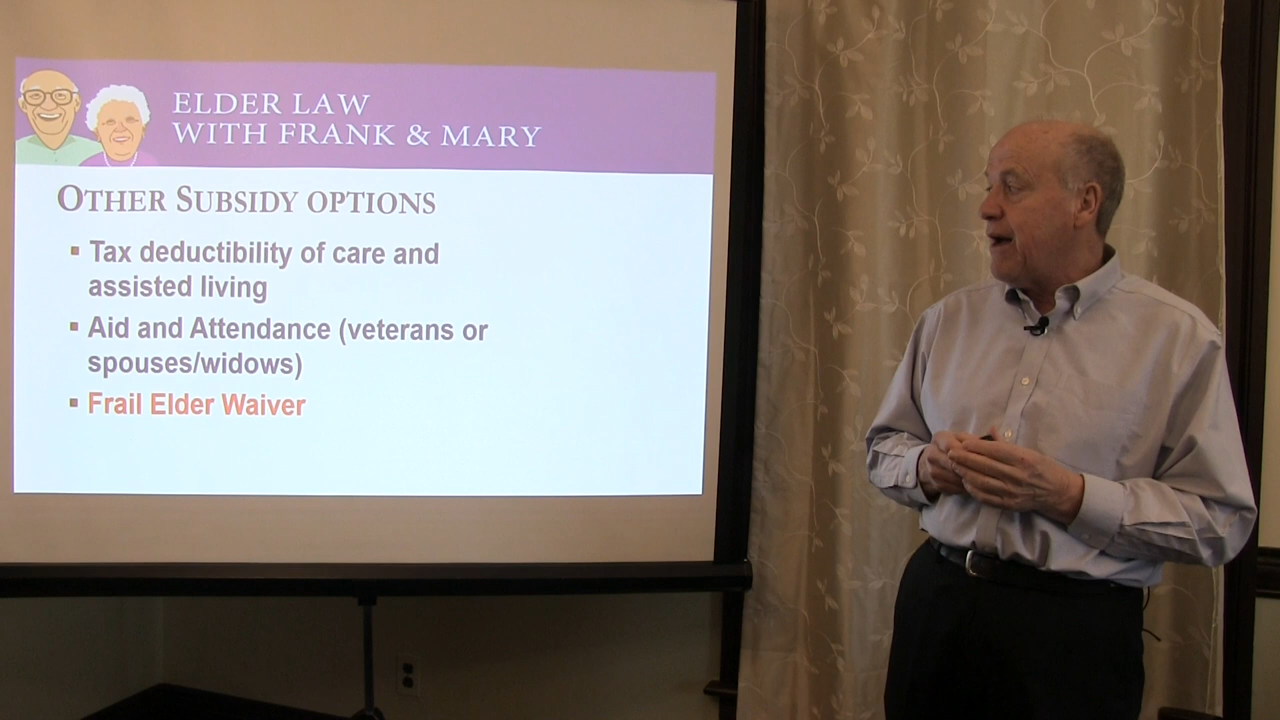 ELDER LAW
WITH FRANK & MARY
OTHER SUBSIDY OPTIONS
▪ Tax deductibility of care and
assisted living
▪ Aid and Attendance (veterans or
spouses/widows)
▪ Frail Elder Waiver